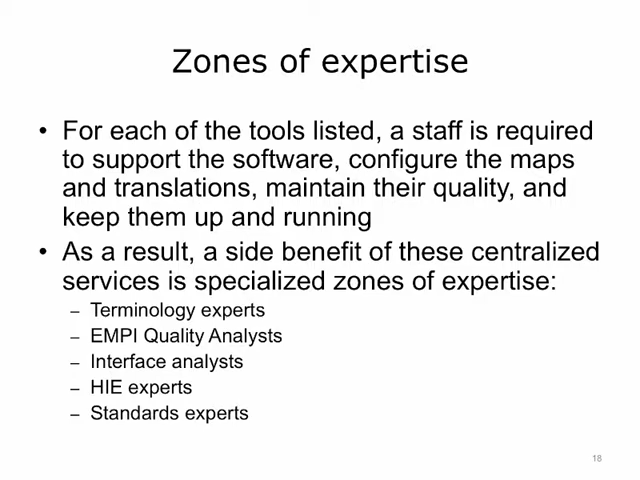 Zones of expertise
• For each of the tools listed, a staff is required
to support the software, configure the maps
and translations, maintain their quality, and
keep them up and running
• As a result, a side benefit of these centralized
services is specialized zones of expertise:
– Terminology experts
– EMPI Quality Analysts
– Interface analysts
– HIE experts
– Standards experts
18